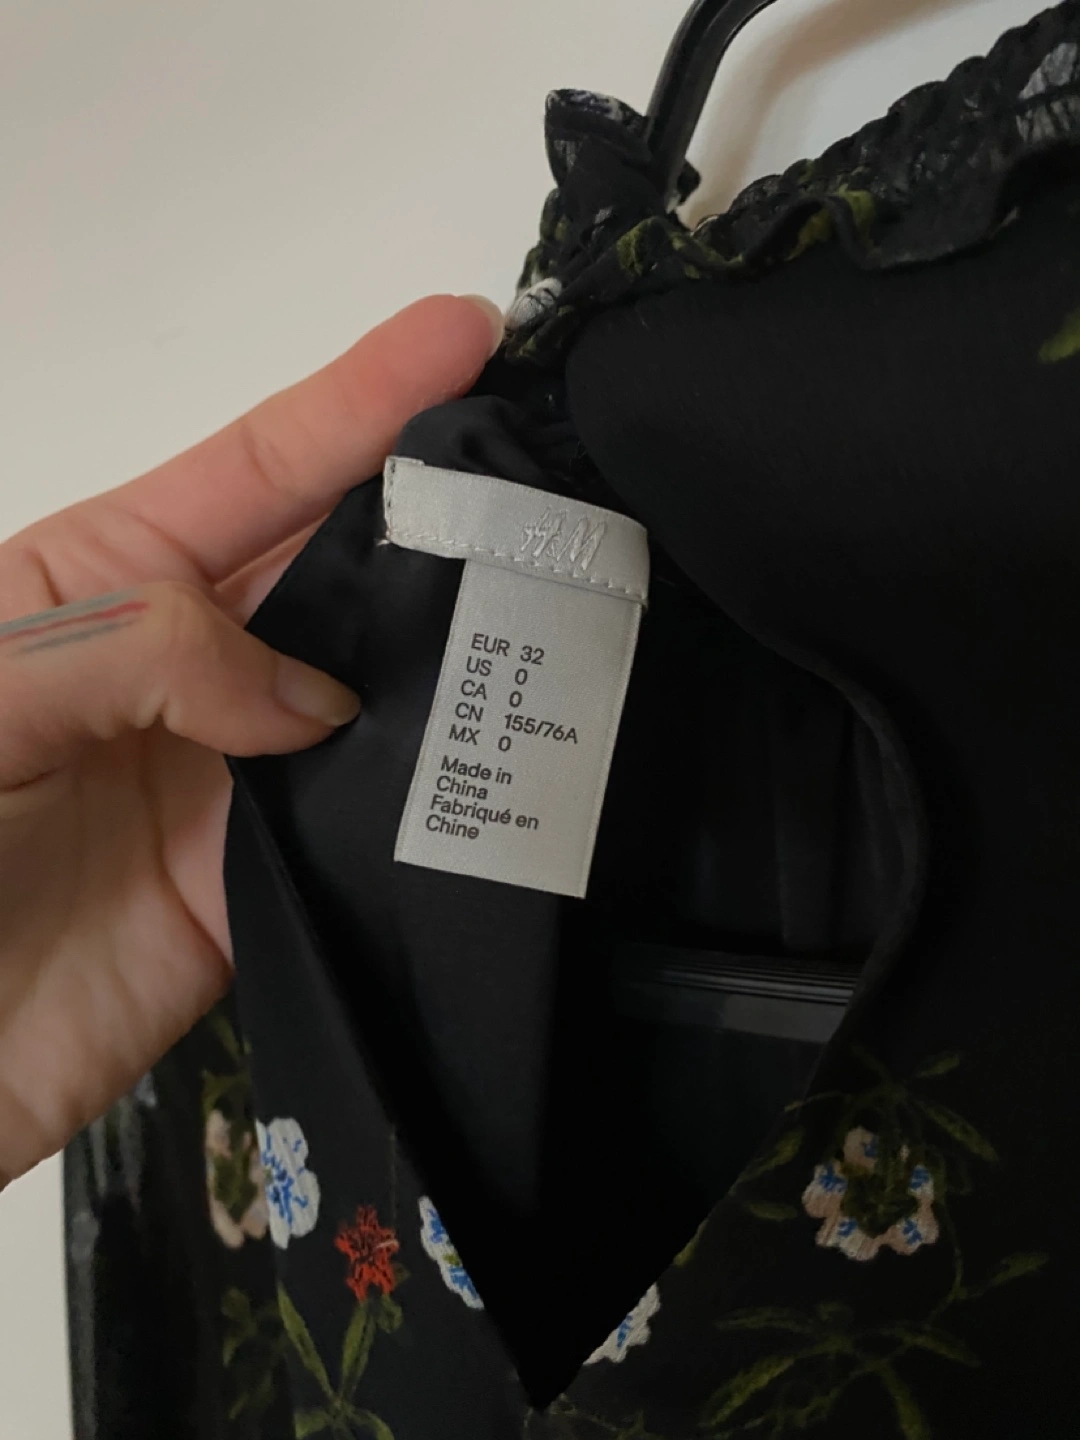 H&M
EUR 32
US 0
CA 0
CN 155/76A
MX 0
Made in
China
Fabriqué en
Chine